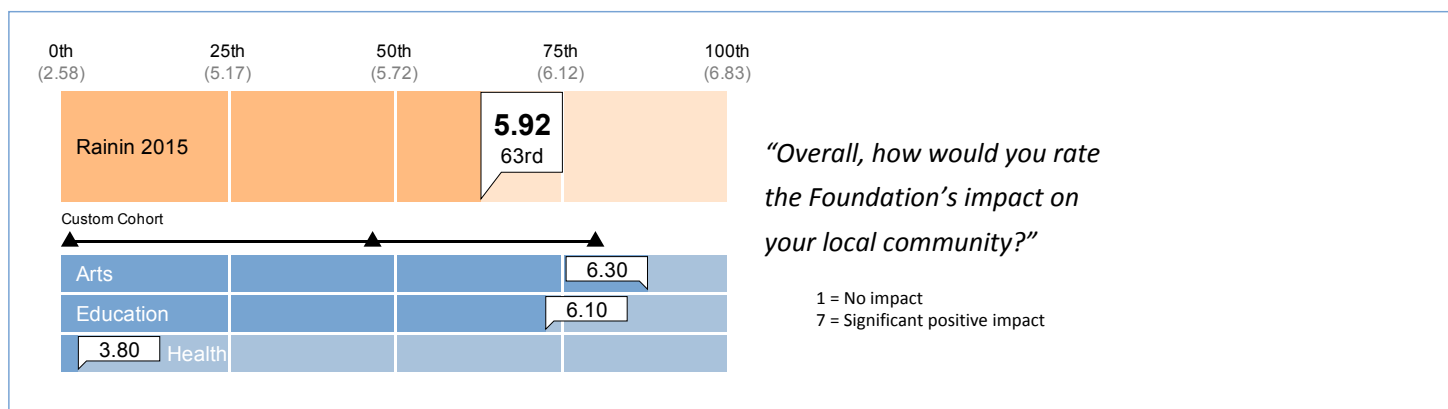 0th 25th 50th 75th 100th
(2.58) (5.17) (5.72) (6.12) (6.83)
Rainin 2015
5.92
63rd
Custom Cohort
Arts 6.30
Education 6.10
3.80 Health
“Overall, how would you rate
the Foundation’s impact on
your local community?”
1 = No impact
7 = Significant positive impact